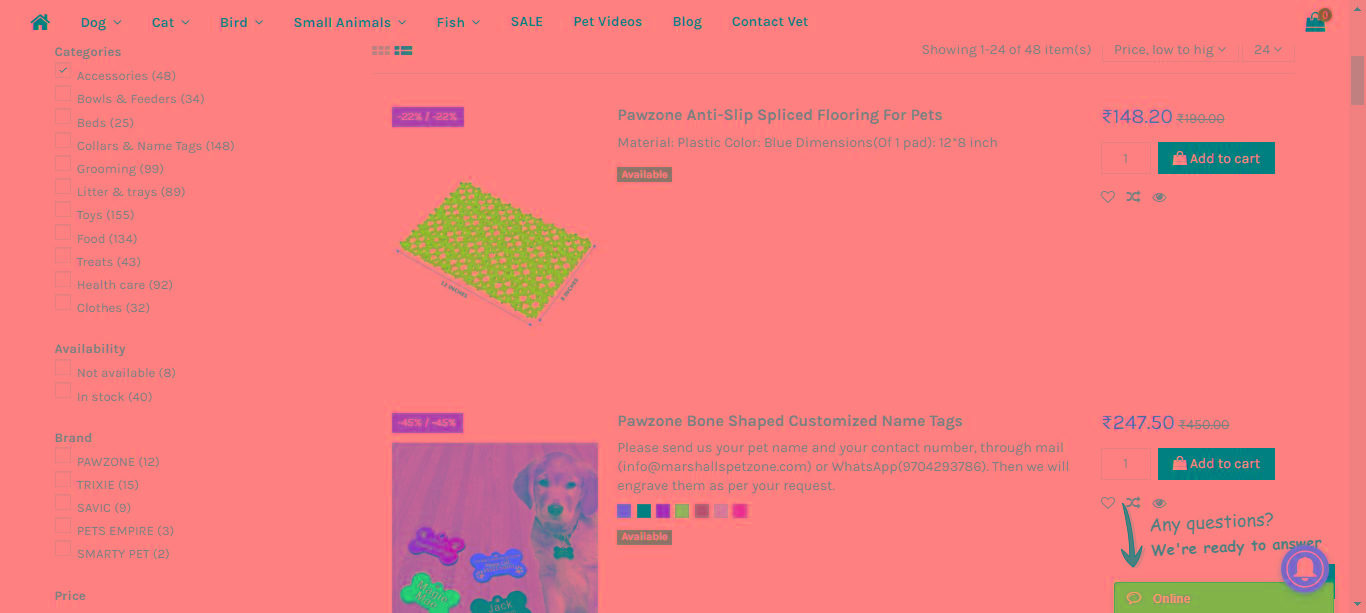 Dog Cat Bird Small Animals Fish SALE Pet Videos Blog Contact Vet 0
Categories
Accessories (48)
Bowls & Feeders (34)
Beds (25)
Collars & Name Tags (148)
Grooming (99)
Litter & trays (89)
Toys (155)
Food (134)
Treats (43)
Health care (92)
Clothes (32)
Availability
Not available (8)
In stock (40)
Brand
PAWZONE (12)
TRIXIE (15)
SAVIC (9)
PETS EMPIRE (3)
SMARTY PET (2)
Price
Showing 1-24 of 48 item(s) Price, low to hig 24
-22% / -22%
12 INCHES
8 INCHES
Pawzone Anti-Slip Spliced Flooring For Pets
Material: Plastic Color: Blue Dimensions(Of 1 pad): 12*8 inch
Available
₹148.20 ₹190.00
1 Add to cart
-45% / -45%
Jack
Pawzone Bone Shaped Customized Name Tags
Please send us your pet name and your contact number, through mail
(info@marshallspetzone.com) or WhatsApp(9704293786). Then we will
engrave them as per your request.
Available
₹247.50 ₹450.00
1 Add to cart
Any questions?
We're ready to answer
Online